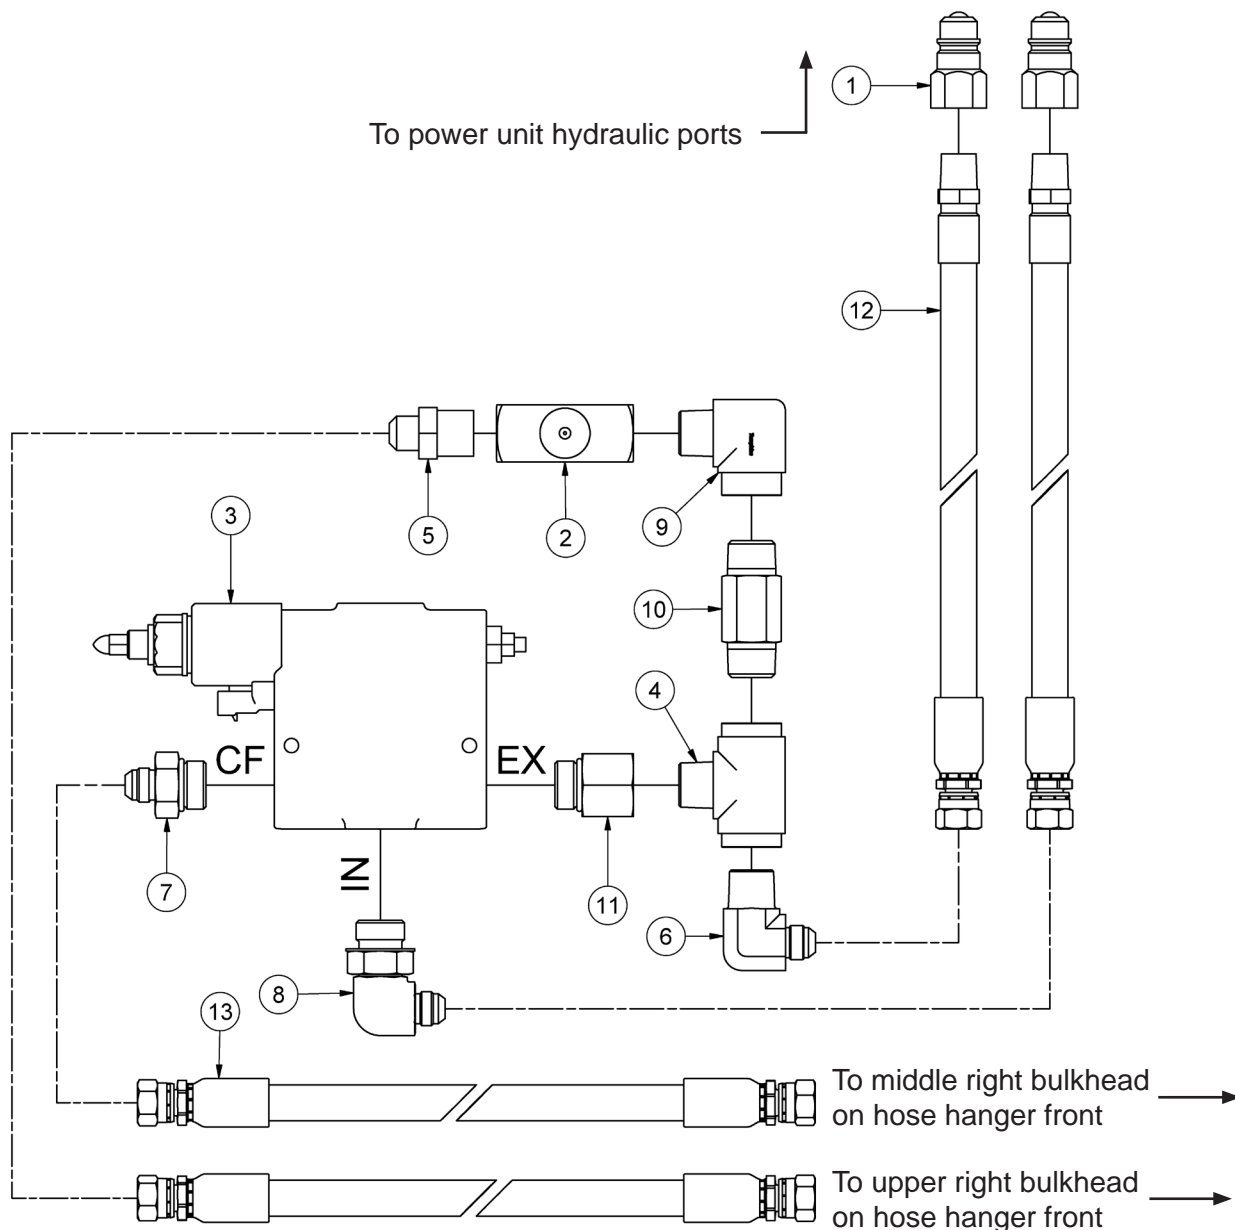 1
To power unit hydraulic ports
12
3
5
2
9
10
4
CF
EX
7
IN
11
6
8
13
To middle right bulkhead
on hose hanger front
To upper right bulkhead
on hose hanger front